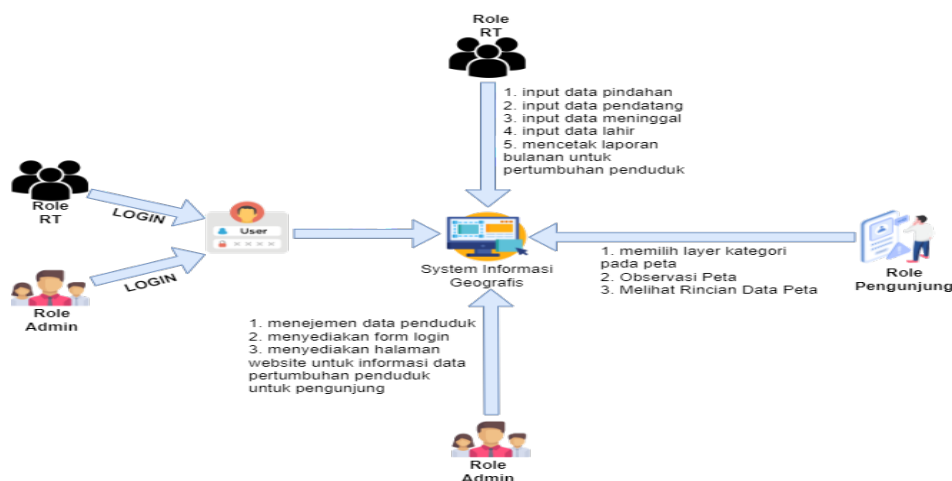 Role
RT
1. input data pindahan
2. input data pendatang
3. input data meninggal
4. input data lahir
5. mencetak laporan
bulanan untuk
pertumbuhan penduduk
Role
RT
LOGIN
User
××××
LOGIN
Role
Admin
System Informasi
Geografis
1. memilih layer kategori
pada peta
2. Observasi Peta
3. Melihat Rincian Data Peta
Role
Pengunjung
1. menejemen data penduduk
2. menyediakan form login
3. menyediakan halaman
website untuk informasi data
pertumbuhan penduduk
untuk pengunjung
Role
Admin